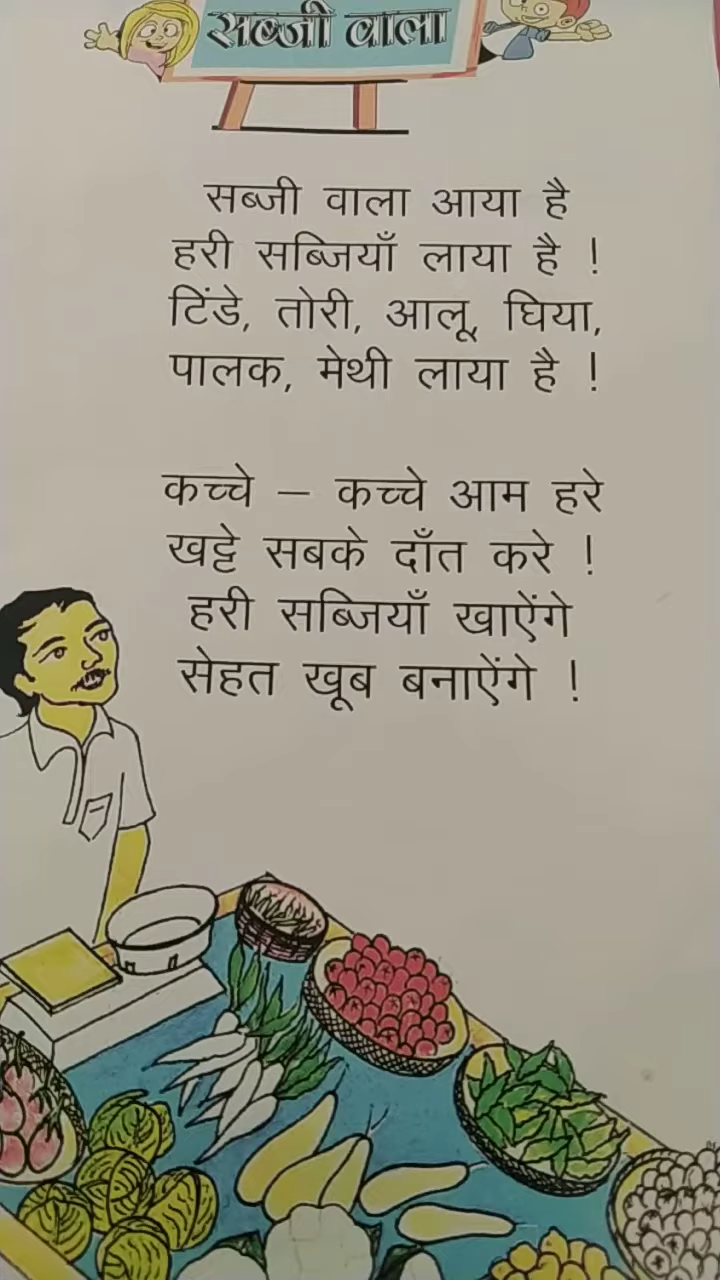 सब्जी वाला
सब्जी वाला आया है
हरी सब्जियाँ लाया है !
टिंडे, तोरी, आलू, घिया,
पालक, मेथी लाया है !
कच्चे – कच्चे आम हरे
खट्टे सबके दाँत करे !
हरी सब्जियाँ खाऐंगे
सेहत खूब बनाऐंगे !